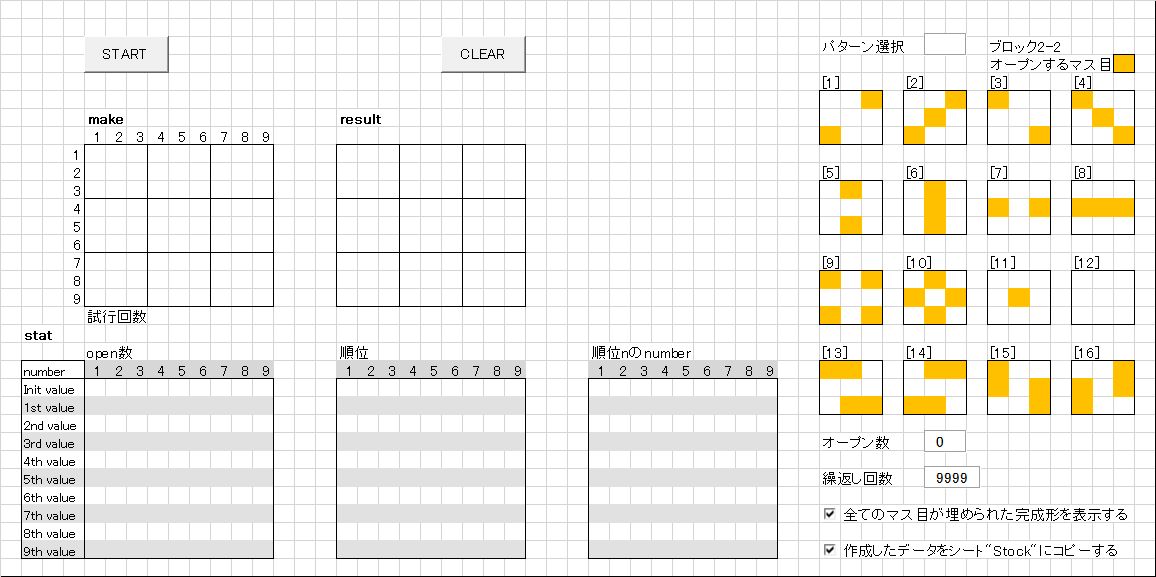 START
CLEAR
パターン選択
ブロック2-2
オープンするマス目
[1] [2] [3] [4]
make
result
1 2 3 4 5 6 7 8 9
1
2
3
4
5
6
7
8
9
[5] [6] [7] [8]
[9] [10] [11] [12]
試行回数
stat
open数
順位
順位nのnumber
[13] [14] [15] [16]
number 1 2 3 4 5 6 7 8 9 1 2 3 4 5 6 7 8 9 1 2 3 4 5 6 7 8 9
Init value
1st value
2nd value
3rd value
4th value
5th value
6th value
7th value
8th value
9th value
オープン数 0
繰返し回数 9999
全てのマス目が埋められた完成形を表示する
作成したデータをシート“Stock“にコピーする